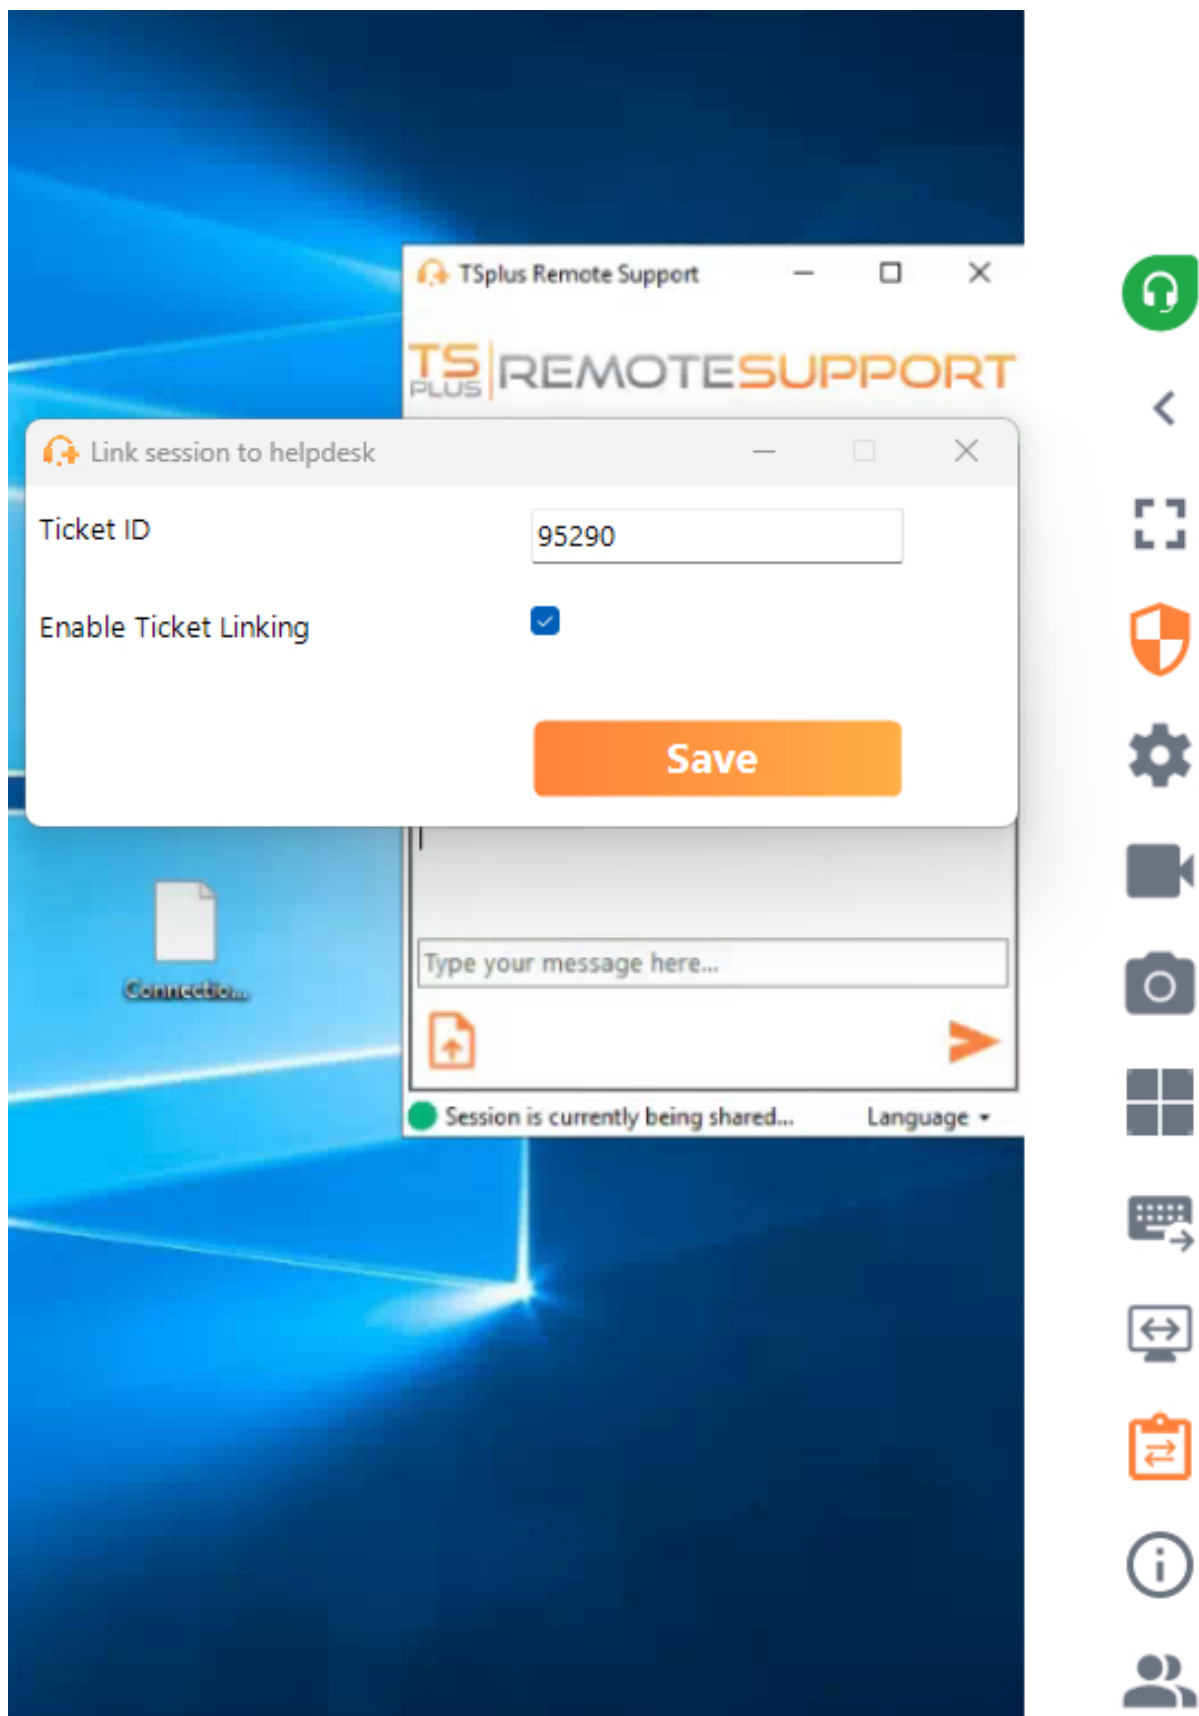 TSplus Remote Support
TS PLUS REMOTESUPPORT
Link session to helpdesk
Ticket ID
95290
Enable Ticket Linking
Save
Connectio...
Type your message here...
Session is currently being shared...
Language